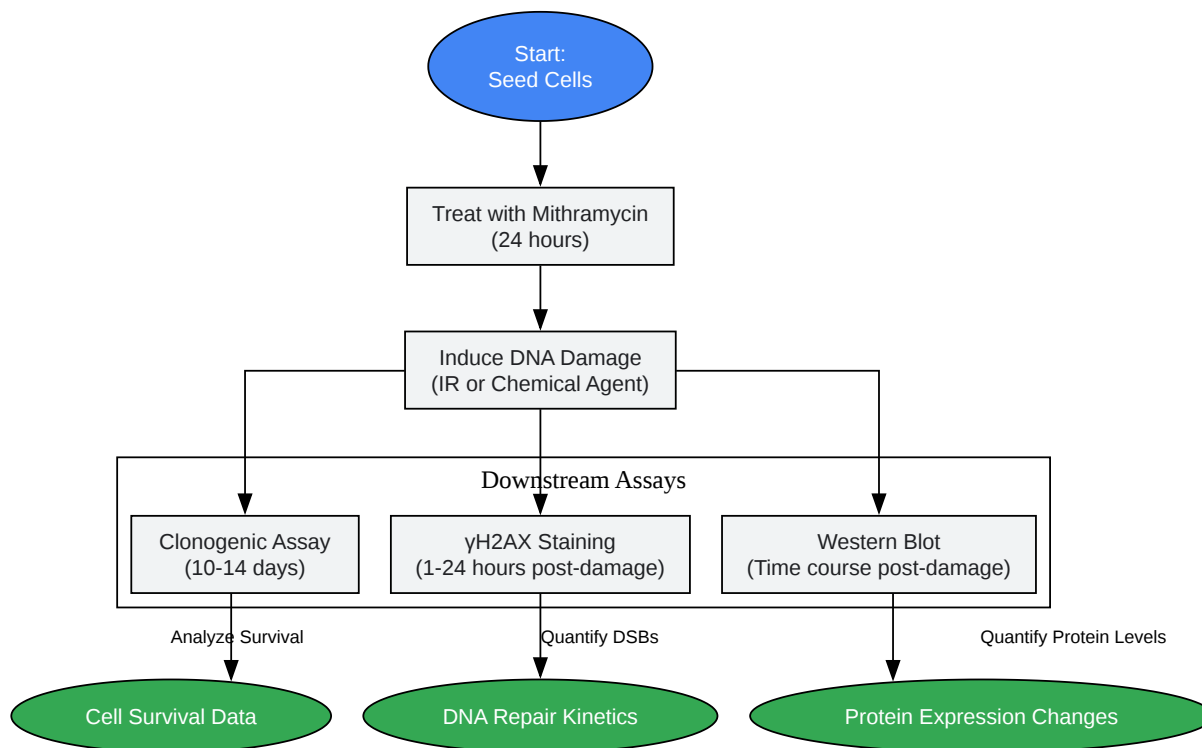 Start:
Seed Cells
Treat with Mithramycin
(24 hours)
Induce DNA Damage
(IR or Chemical Agent)
Downstream Assays
Clonogenic Assay
(10-14 days)
γH2AX Staining
(1-24 hours post-damage)
Western Blot
(Time course post-damage)
Analyze Survival
Quantify DSBs
Quantify Protein Levels
Cell Survival Data
DNA Repair Kinetics
Protein Expression Changes